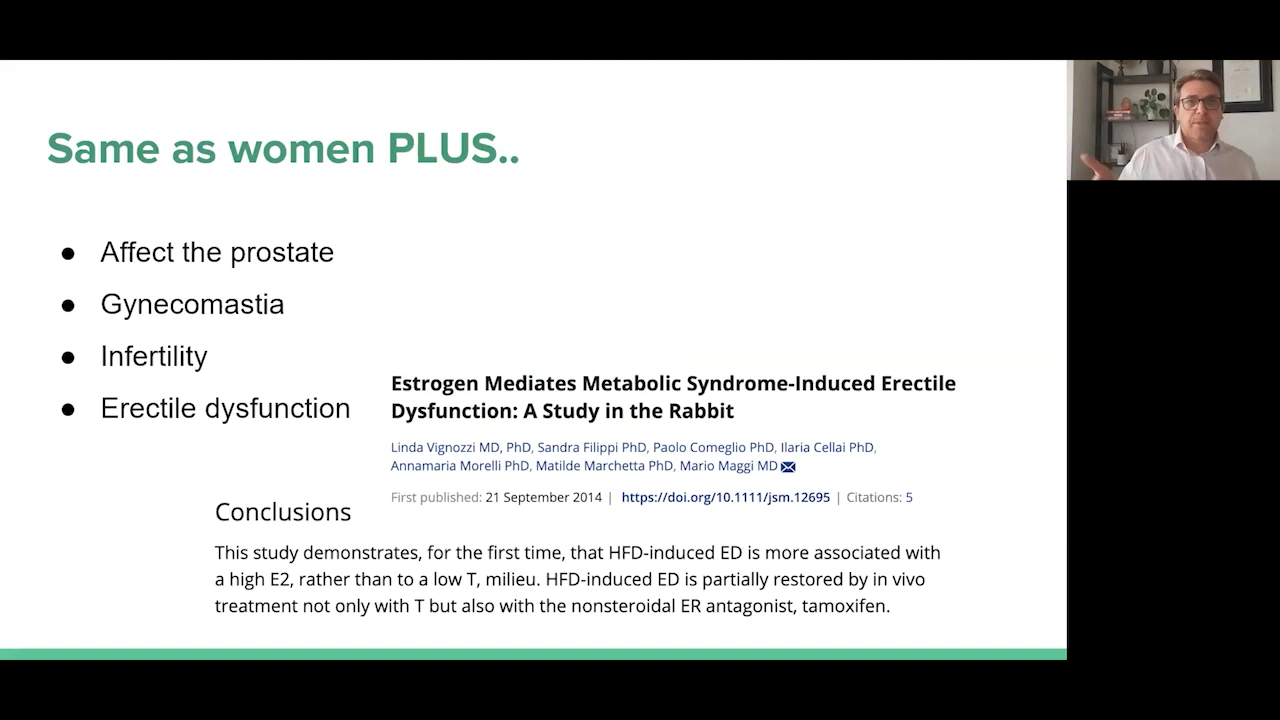 Same as women PLUS..
● Affect the prostate
● Gynecomastia
● Infertility
● Erectile dysfunction
Estrogen Mediates Metabolic Syndrome-Induced Erectile
Dysfunction: A Study in the Rabbit
Linda Vignozzi MD, PhD, Sandra Filippi PhD, Paolo Comeglio PhD, Ilaria Cellai PhD,
Annamaria Morelli PhD, Matilde Marchetta PhD, Mario Maggi MD
First published: 21 September 2014 | https://doi.org/10.1111/jsm.12695 | Citations: 5
Conclusions
This study demonstrates, for the first time, that HFD-induced ED is more associated with
a high E2, rather than to a low T, milieu. HFD-induced ED is partially restored by in vivo
treatment not only with T but also with the nonsteroidal ER antagonist, tamoxifen.